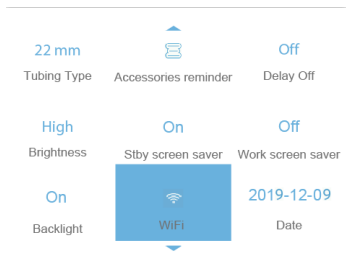 22 mm Off
Tubing Type Accessories reminder Delay Off
High On Off
Brightness Stby screen saver Work screen saver
On 2019-12-09
Backlight WiFi Date